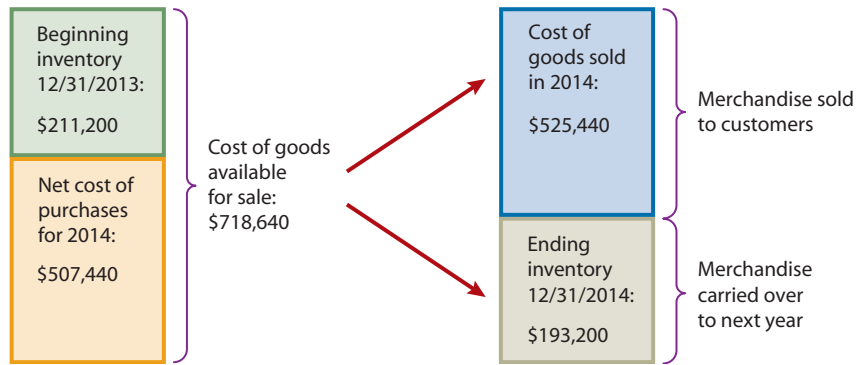 Beginning
inventory
12/31/2013:
$211,200
Net cost of
purchases
for 2014:
$507,440
Cost of goods
available
for sale:
$718,640
Cost of
goods sold
in 2014:
$525,440
Merchandise sold
to customers
Ending
inventory
12/31/2014:
$193,200
Merchandise
carried over
to next year